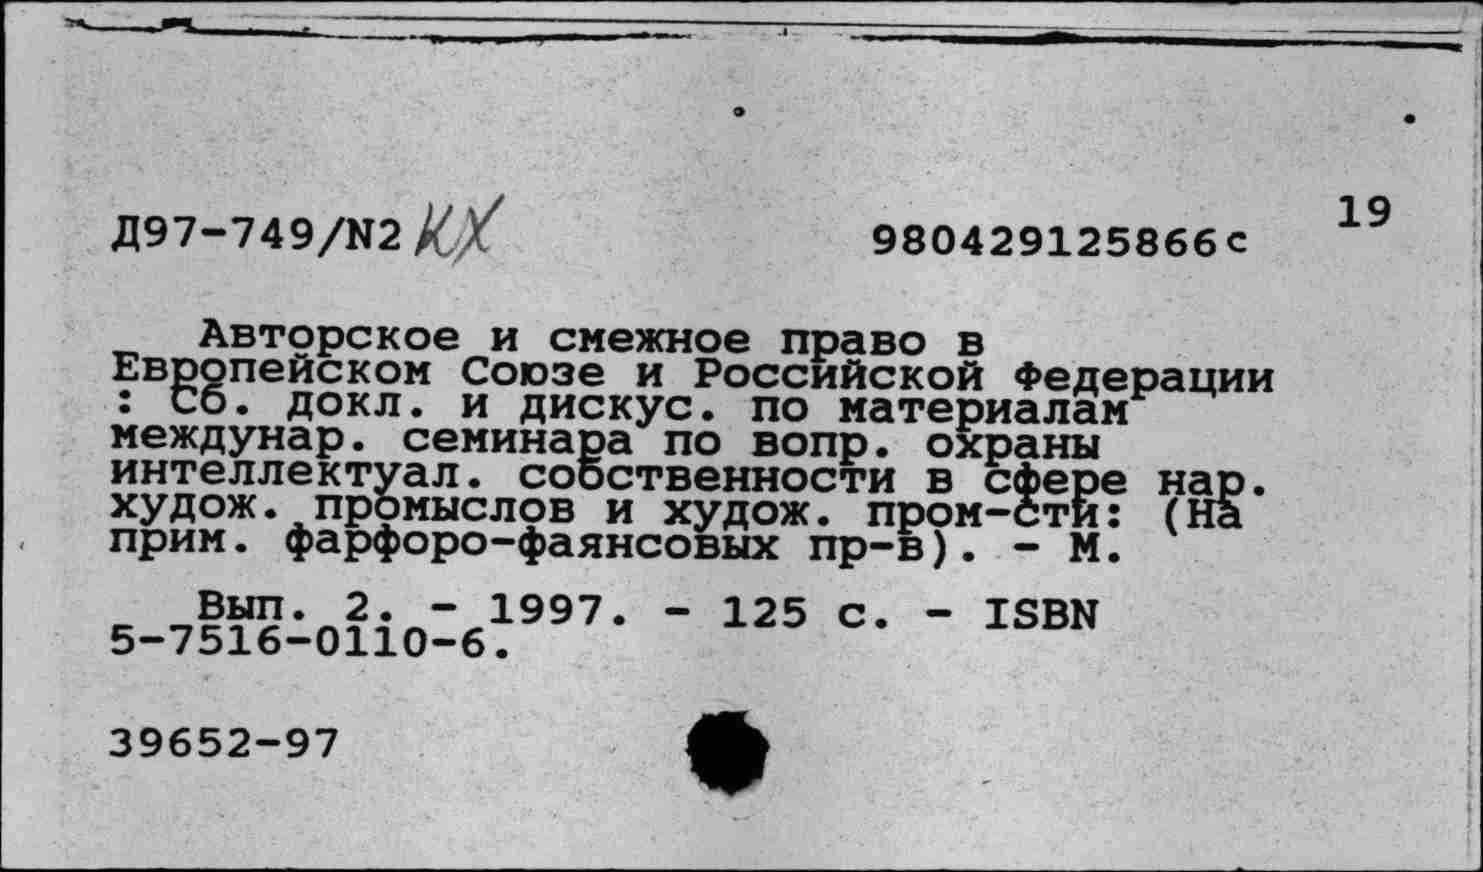 Д97-749/N2 КХ 980429125866с 19
Авторское и смежное право в
Европейском Союзе и Российской Федерации
: Сб. докл. и дискус. по материалам
междунар. семинара по вопр. охраны
интеллектуал. собственности в сфере нар.
худож. промыслов и худож. пром-сти: (На
прим. фарфоро-фаянсовых пр-в). - М.
Вып. 2. - 1997. - 125 с. - ISBN
5-7516-0110-6.
39652-97